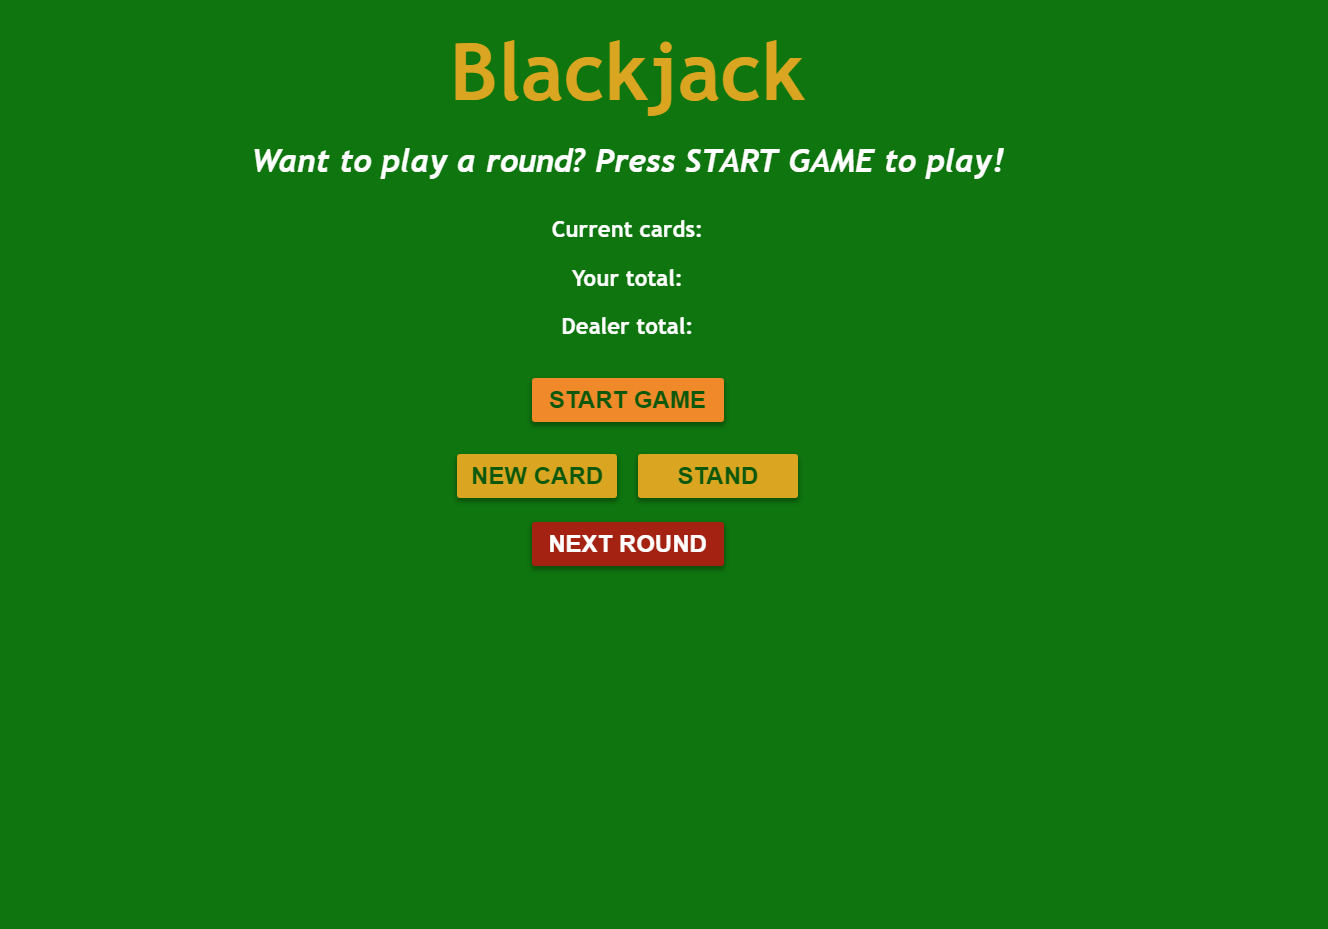 Blackjack
Want to play a round? Press START GAME to play!
Current cards:
Your total:
Dealer total:
START GAME
NEW CARD STAND
NEXT ROUND